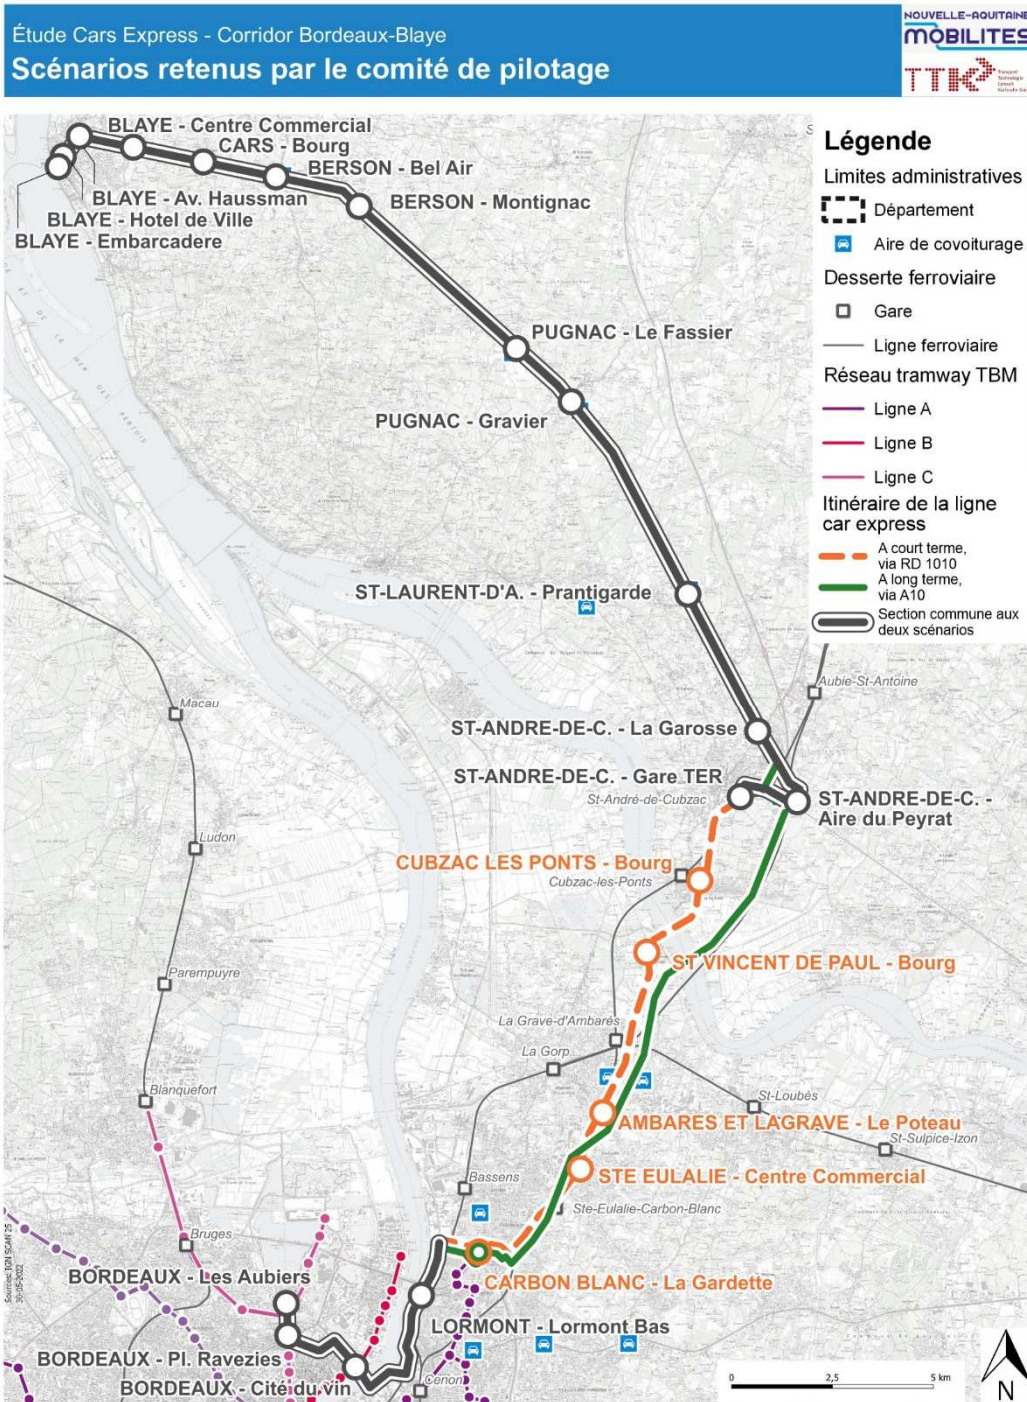 Étude Cars Express - Corridor Bordeaux-Blaye
Scénarios retenus par le comité de pilotage
NOUVELLE-AQUITAINE
MOBILITES
TTK
Légende
Limites administratives
Département
Aire de covoiturage
Desserte ferroviaire
Gare
Ligne ferroviaire
Réseau tramway TBM
Ligne A
Ligne B
Ligne C
Itinéraire de la ligne
car express
A court terme,
via RD 1010
A long terme,
via A10
Section commune aux
deux scénarios
BLAYE - Centre Commercial
CARS - Bourg
BERSON - Bel Air
BLAYE - Av. Haussman
BERSON - Montignac
BLAYE - Hotel de Ville
BLAYE - Embarcadere
PUGNAC - Le Fassier
PUGNAC - Gravier
ST-LAURENT-D'A. - Prantigarde
Aubie-St-Antoine
Macau
ST-ANDRE-DE-C. - La Garosse
ST-ANDRE-DE-C. - Gare TER
St-André-de-Cubzac
ST-ANDRE-DE-C. -
Aire du Peyrat
Ludon
CUBZAC LES PONTS - Bourg
Cubzac-les-Ponts
ST VINCENT DE PAUL - Bourg
Parempuyre
La Grave-d'Ambarès
La Gorp
Blanquefort
St-Loubès
AMBARES ET LAGRAVE - Le Poteau
St-Sulpice-Izon
STE EULALIE - Centre Commercial
Bassens
Ste-Eulalie-Carbon-Blanc
Bruges
BORDEAUX - Les Aubiers
CARBON BLANC - La Gardette
LORMONT - Lormont Bas
BORDEAUX - Pl. Ravezies
BORDEAUX - Cité du vin
Cenon
0 2,5 5 km
N
Sources: IGN SCAN 25
30-05-2022